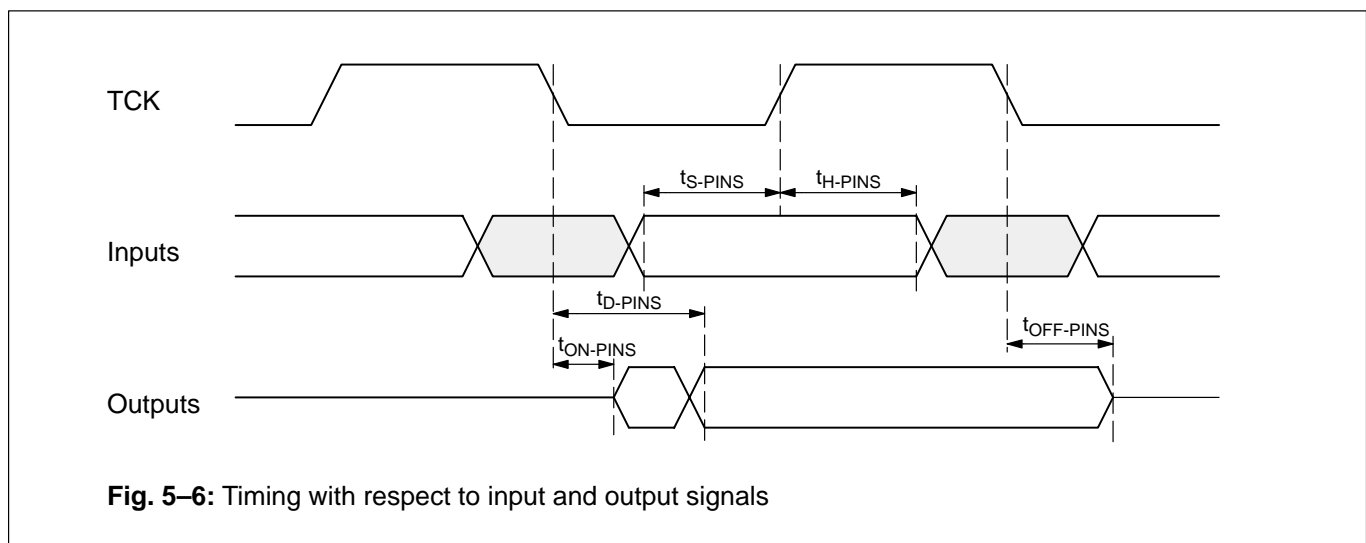 TCK
tS-PINS
tH-PINS
Inputs
tD-PINS
tOFF-PINS
tON-PINS
Outputs
Fig. 5–6: Timing with respect to input and output signals